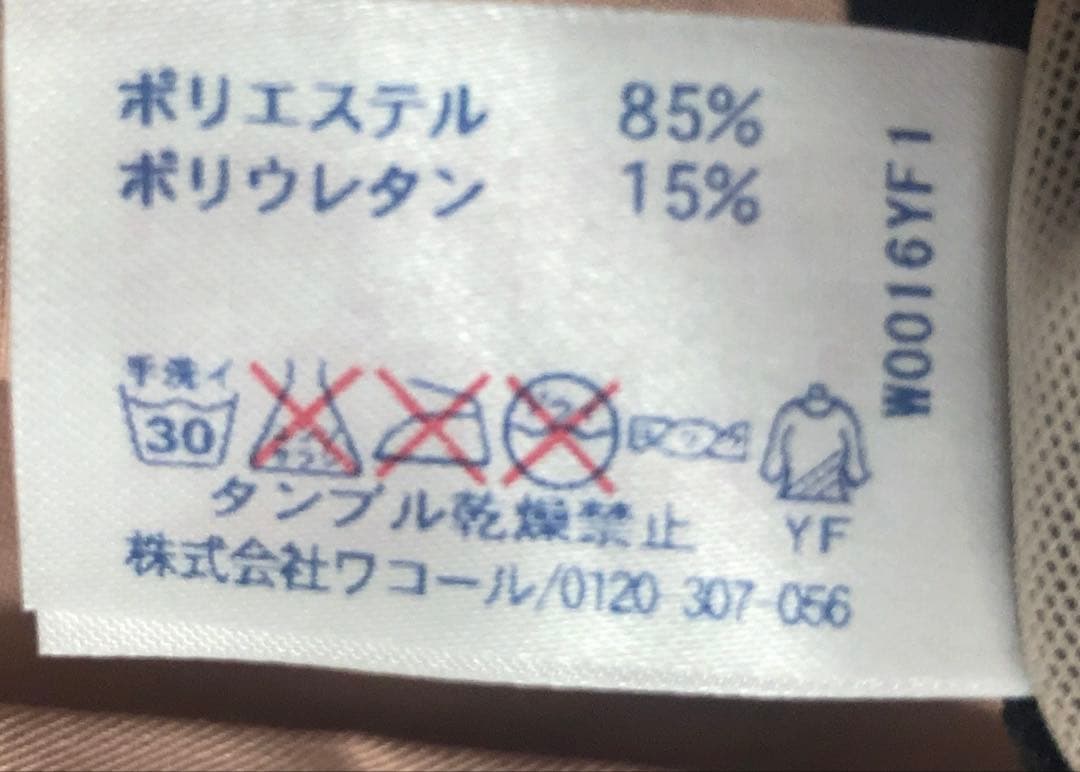 ポリエステル 85%
ポリウレタン 15%
W0016YF1
手洗イ
30
タンブル乾燥禁止
YF
株式会社ワコール/0120 307-056